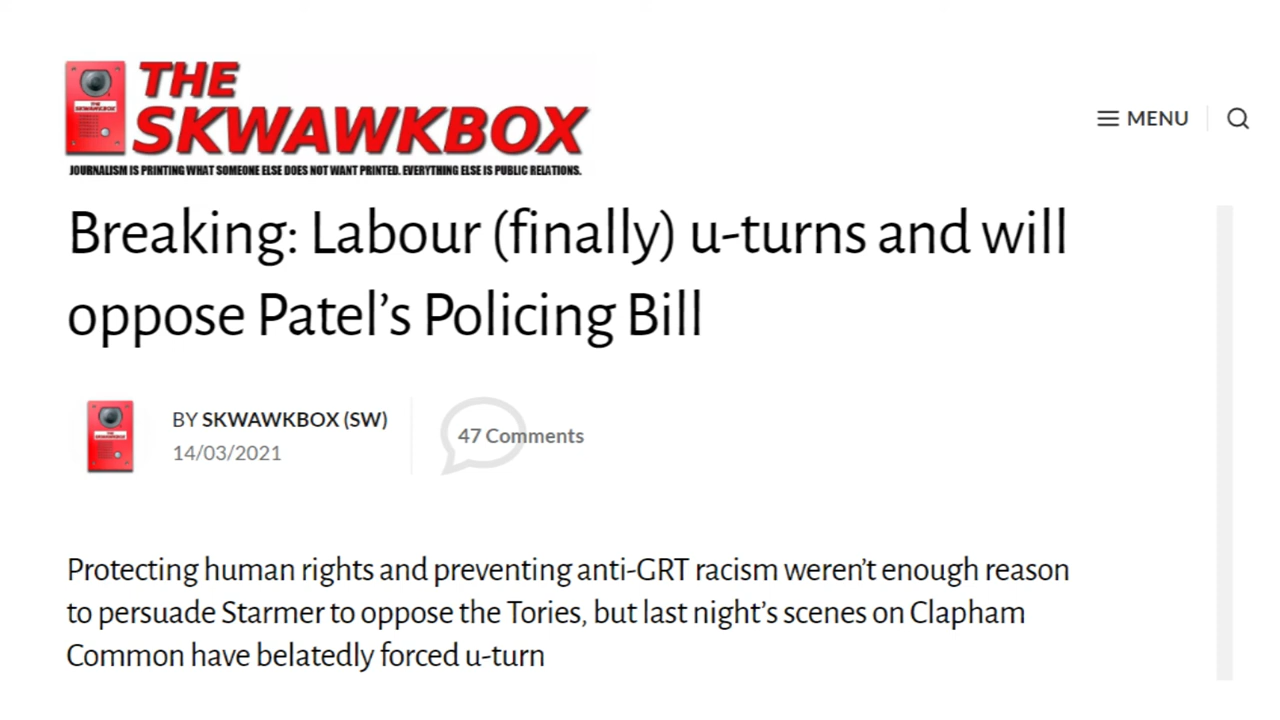 THE
SKWAWKBOX
JOURNALISM IS PRINTING WHAT SOMEONE ELSE DOES NOT WANT PRINTED. EVERYTHING ELSE IS PUBLIC RELATIONS.
MENU
Breaking: Labour (finally) u-turns and will
oppose Patel’s Policing Bill
BY SKWAWKBOX (SW)
14/03/2021
47 Comments
Protecting human rights and preventing anti-GRT racism weren’t enough reason
to persuade Starmer to oppose the Tories, but last night’s scenes on Clapham
Common have belatedly forced u-turn